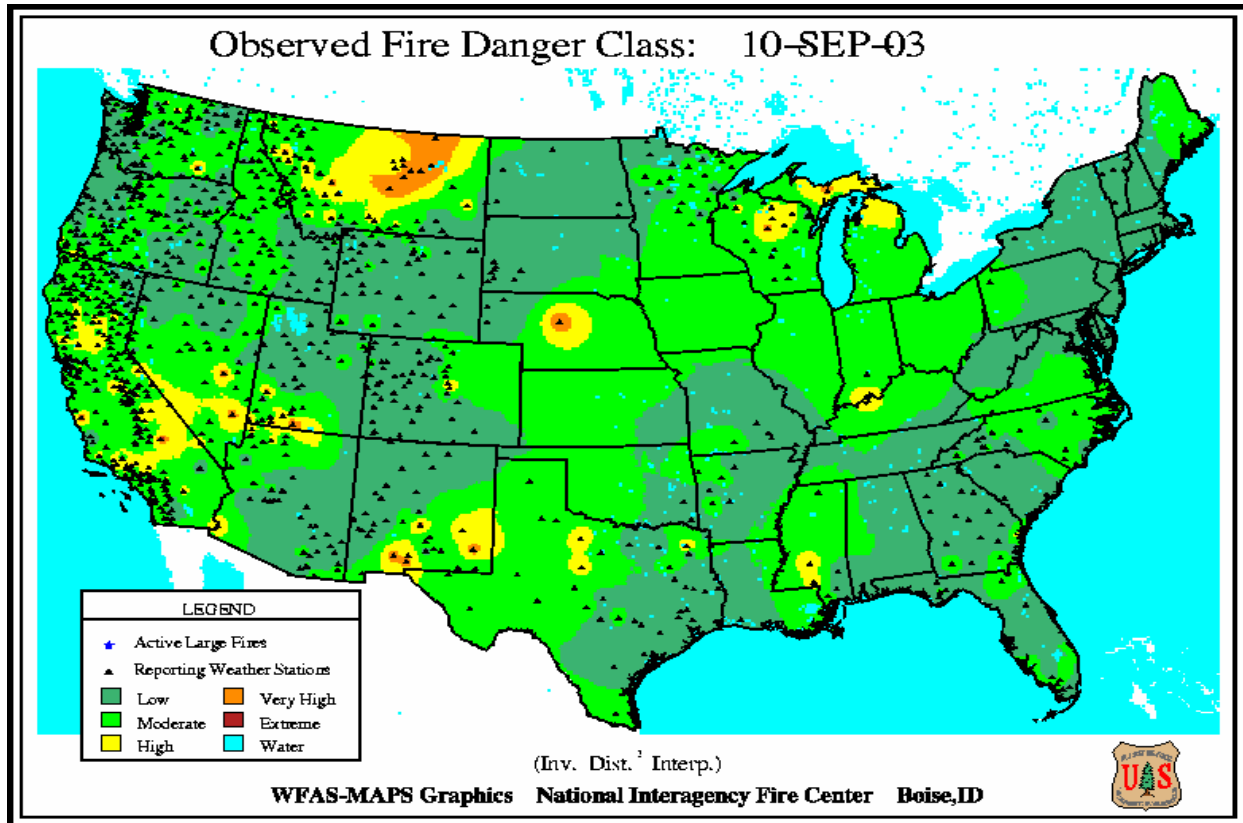 Observed Fire Danger Class: 10-SEP-03
LEGEND
Active Large Fires
Reporting Weather Stations
Low
Very High
Moderate
Extreme
High
Water
(Inv. Dist.² Interp.)
WFAS-MAPS Graphics National Interagency Fire Center Boise,ID
US